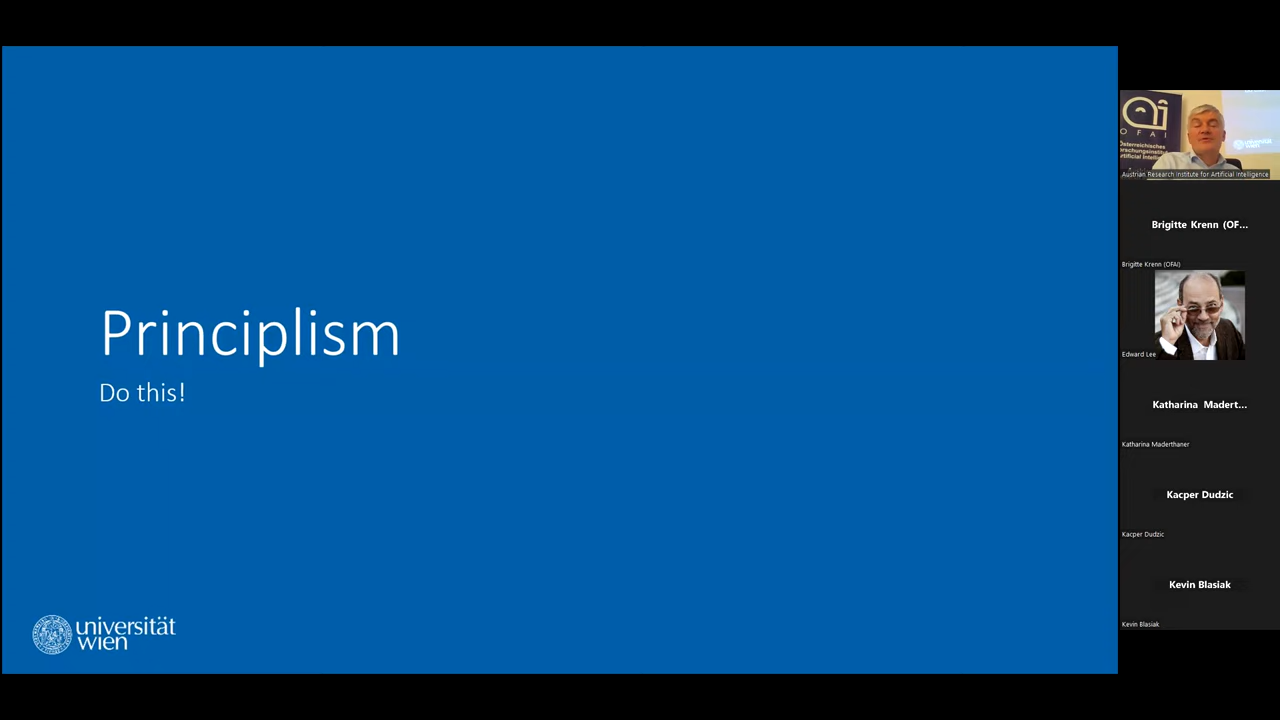 Principlism
Do this!
universität
wien
OFAI
Österreichisches
Austrian Research Institute for Artificial Intelligence
Brigitte Krenn (OF...
Brigitte Krenn (OFAI)
Edward Lee
Katharina Madert...
Katharina Maderthaner
Kacper Dudzic
Kacper Dudzic
Kevin Blasiak
Kevin Blasiak